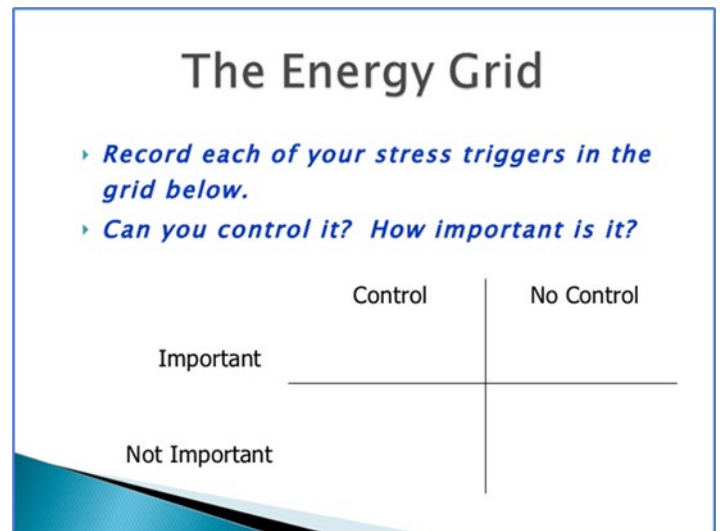 The Energy Grid
Record each of your stress triggers in the
grid below.
Can you control it? How important is it?
Control No Control
Important
Not Important